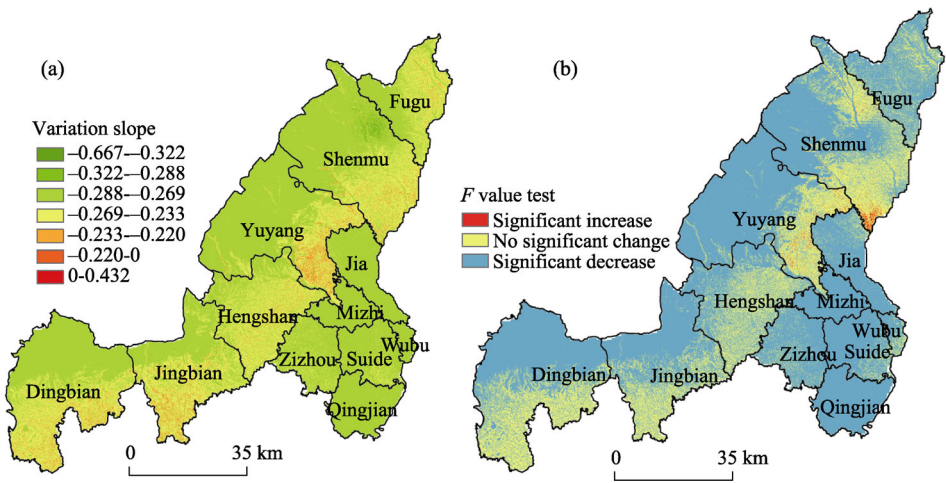 (a)
Variation slope
–0.667-–0.322
–0.322-–0.288
–0.288-–0.269
–0.269-–0.233
–0.233-–0.220
–0.220-0
0-0.432
Fugu
Shenmu
Yuyang
Jia
Hengshan
Mizhi
Wubu
Zizhou
Suide
Jingbian
Dingbian
Qingjian
0 35 km
(b)
F value test
Significant increase
No significant change
Significant decrease
Fugu
Shenmu
Yuyang
Jia
Hengshan
Mizhi
Wubu
Zizhou
Suide
Dingbian
Jingbian
Qingjian
0 35 km